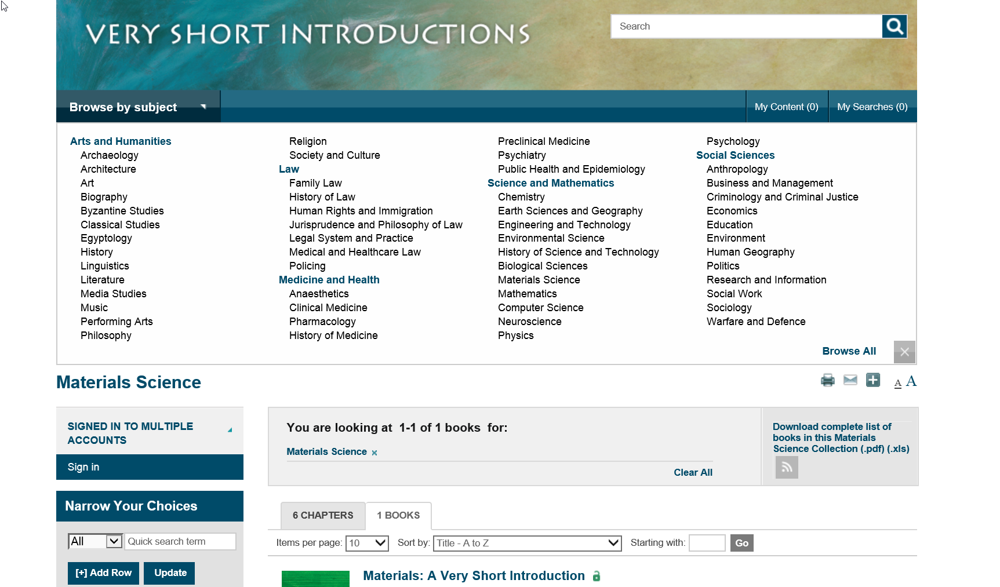 VERY SHORT INTRODUCTIONS
Search
Browse by subject
My Content (0)
My Searches (0)
Arts and Humanities
Archaeology
Architecture
Art
Biography
Byzantine Studies
Classical Studies
Egyptology
History
Linguistics
Literature
Media Studies
Music
Performing Arts
Philosophy
Religion
Society and Culture
Law
Family Law
History of Law
Human Rights and Immigration
Jurisprudence and Philosophy of Law
Legal System and Practice
Medical and Healthcare Law
Policing
Medicine and Health
Anaesthetics
Clinical Medicine
Pharmacology
History of Medicine
Preclinical Medicine
Psychiatry
Public Health and Epidemiology
Science and Mathematics
Chemistry
Earth Sciences and Geography
Engineering and Technology
Environmental Science
History of Science and Technology
Biological Sciences
Materials Science
Mathematics
Computer Science
Neuroscience
Physics
Psychology
Social Sciences
Anthropology
Business and Management
Criminology and Criminal Justice
Economics
Education
Environment
Human Geography
Politics
Research and Information
Social Work
Sociology
Warfare and Defence
Browse All
Materials Science
A A
SIGNED IN TO MULTIPLE
ACCOUNTS
Sign in
Narrow Your Choices
All
Quick search term
[+] Add Row
Update
You are looking at 1-1 of 1 books for:
Materials Science
Clear All
Download complete list of
books in this Materials
Science Collection (.pdf) (.xls)
6 CHAPTERS
1 BOOKS
Items per page: 10 Sort by: Title - A to Z Starting with: Go
Materials: A Very Short Introduction